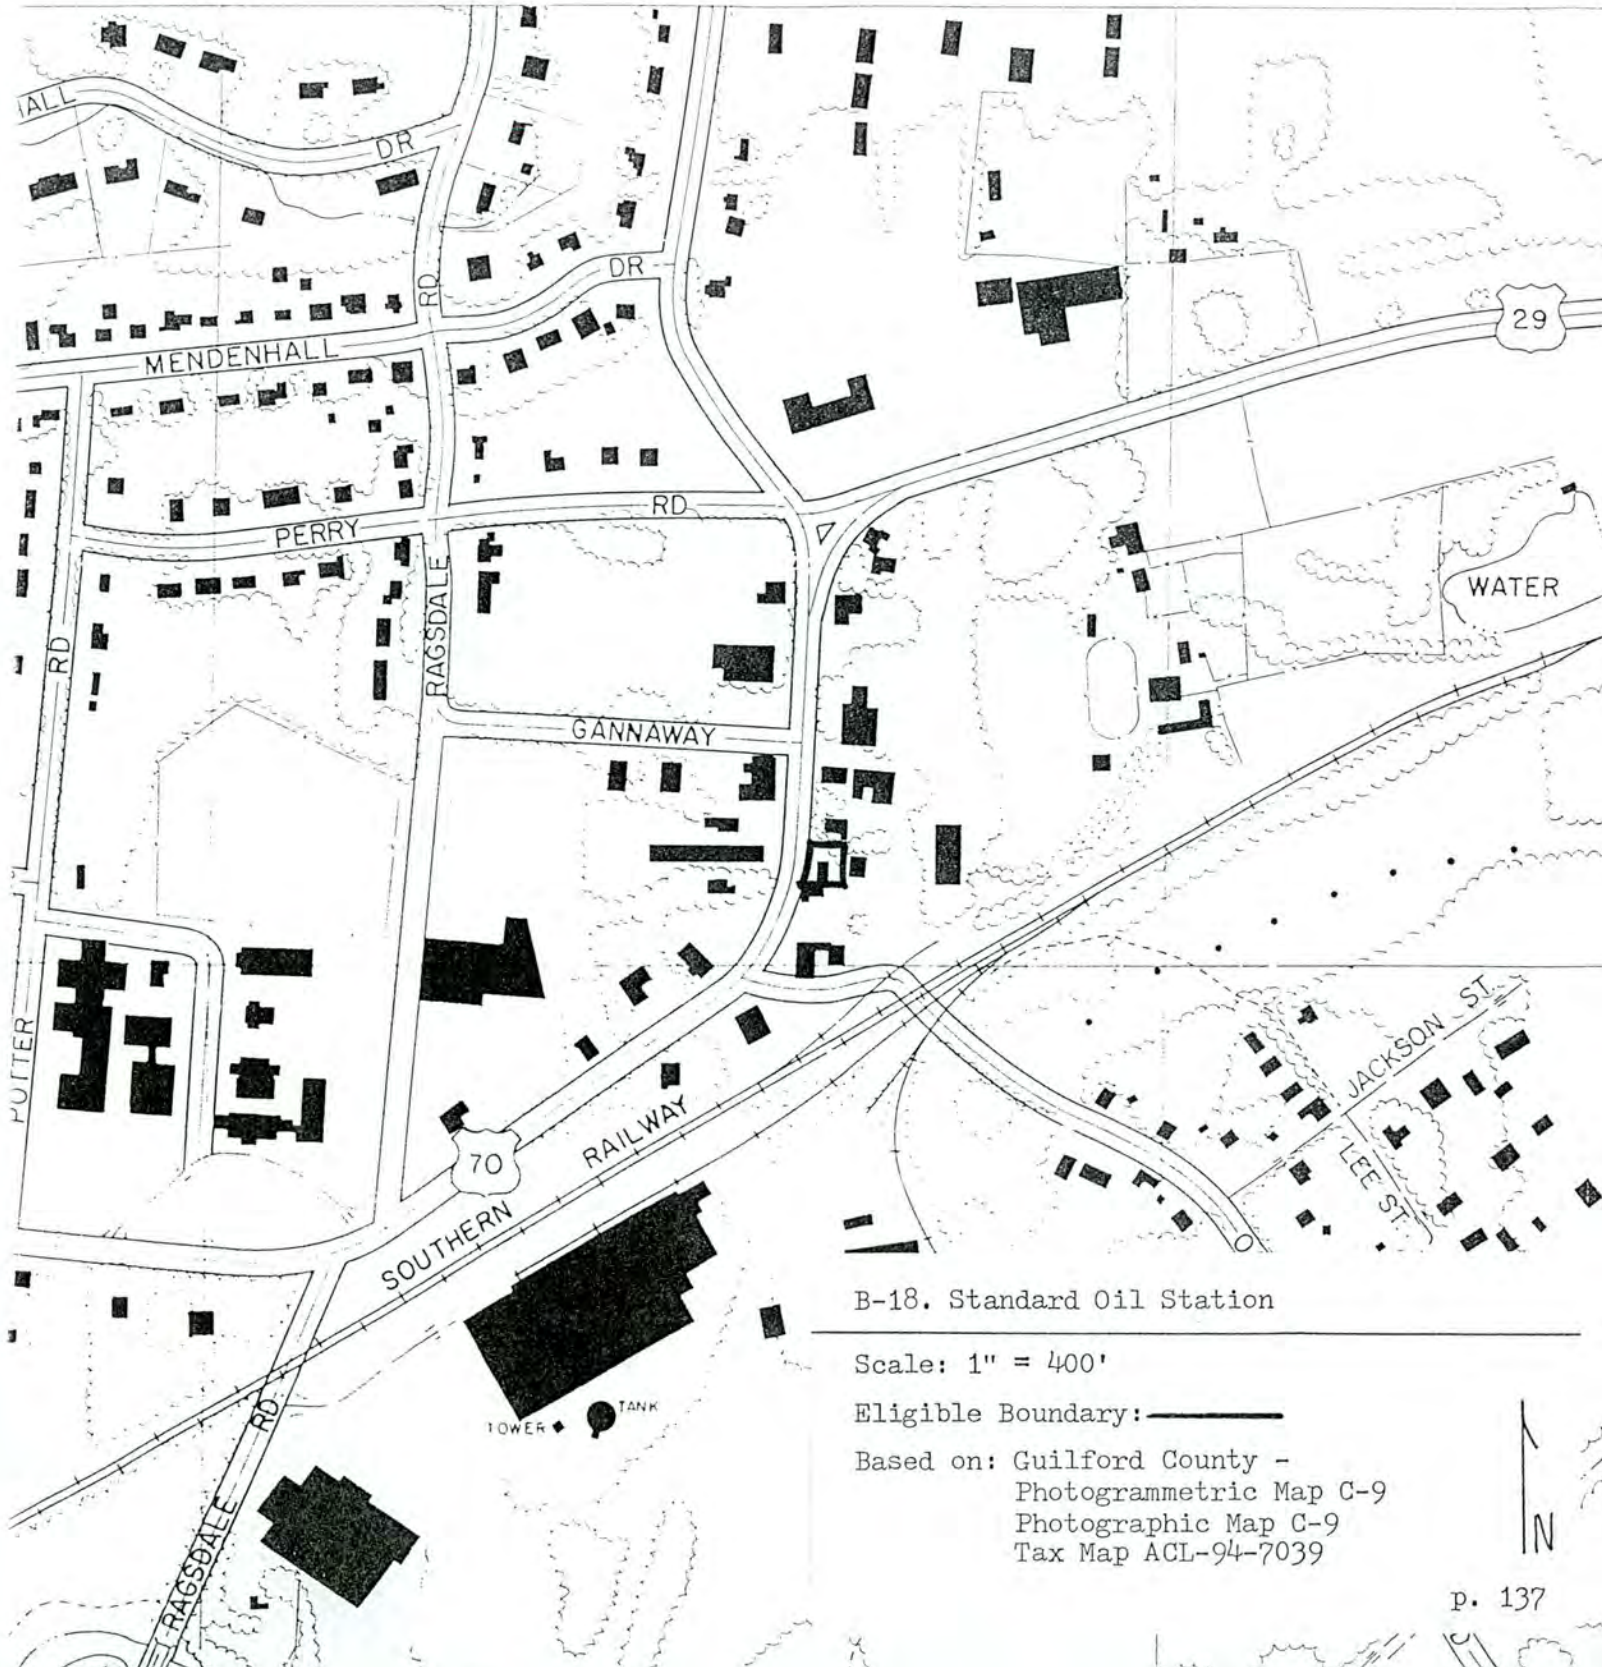 HALL
DR
RD
DR
29
MENDENHALL
PERRY
RD
RAGSDALE
RD
WATER
GANNAWAY
POTTER
JACKSON ST.
LEE ST.
70
SOUTHERN RAILWAY
TOWER
TANK
RAGSDALE RD
B-18. Standard Oil Station
Scale: 1" = 400'
Eligible Boundary:
Based on: Guilford County -
Photogrammetric Map C-9
Photographic Map C-9
Tax Map ACL-94-7039
N
p. 137